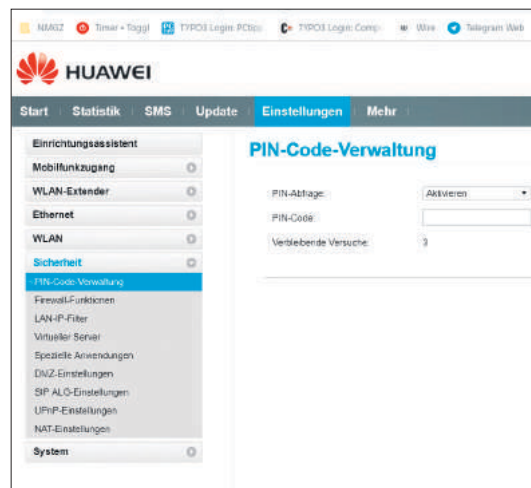 NMGZ Timer • Toggl TYPO3 Login: PCtipp TYPO3 Login: Comp Wire Telegram Web
HUAWEI
Start Statistik SMS Update Einstellungen Mehr
Einrichtungsassistent
Mobilfunkzugang
WLAN-Extender
Ethernet
WLAN
Sicherheit
PIN-Code-Verwaltung
Firewall-Funktionen
LAN-IP-Filter
Virtueller Server
Spezielle Anwendungen
DMZ-Einstellungen
SIP ALG-Einstellungen
UPnP-Einstellungen
NAT-Einstellungen
System
PIN-Code-Verwaltung
PIN-Abfrage: Aktivieren
PIN-Code:
Verbleibende Versuche: 3